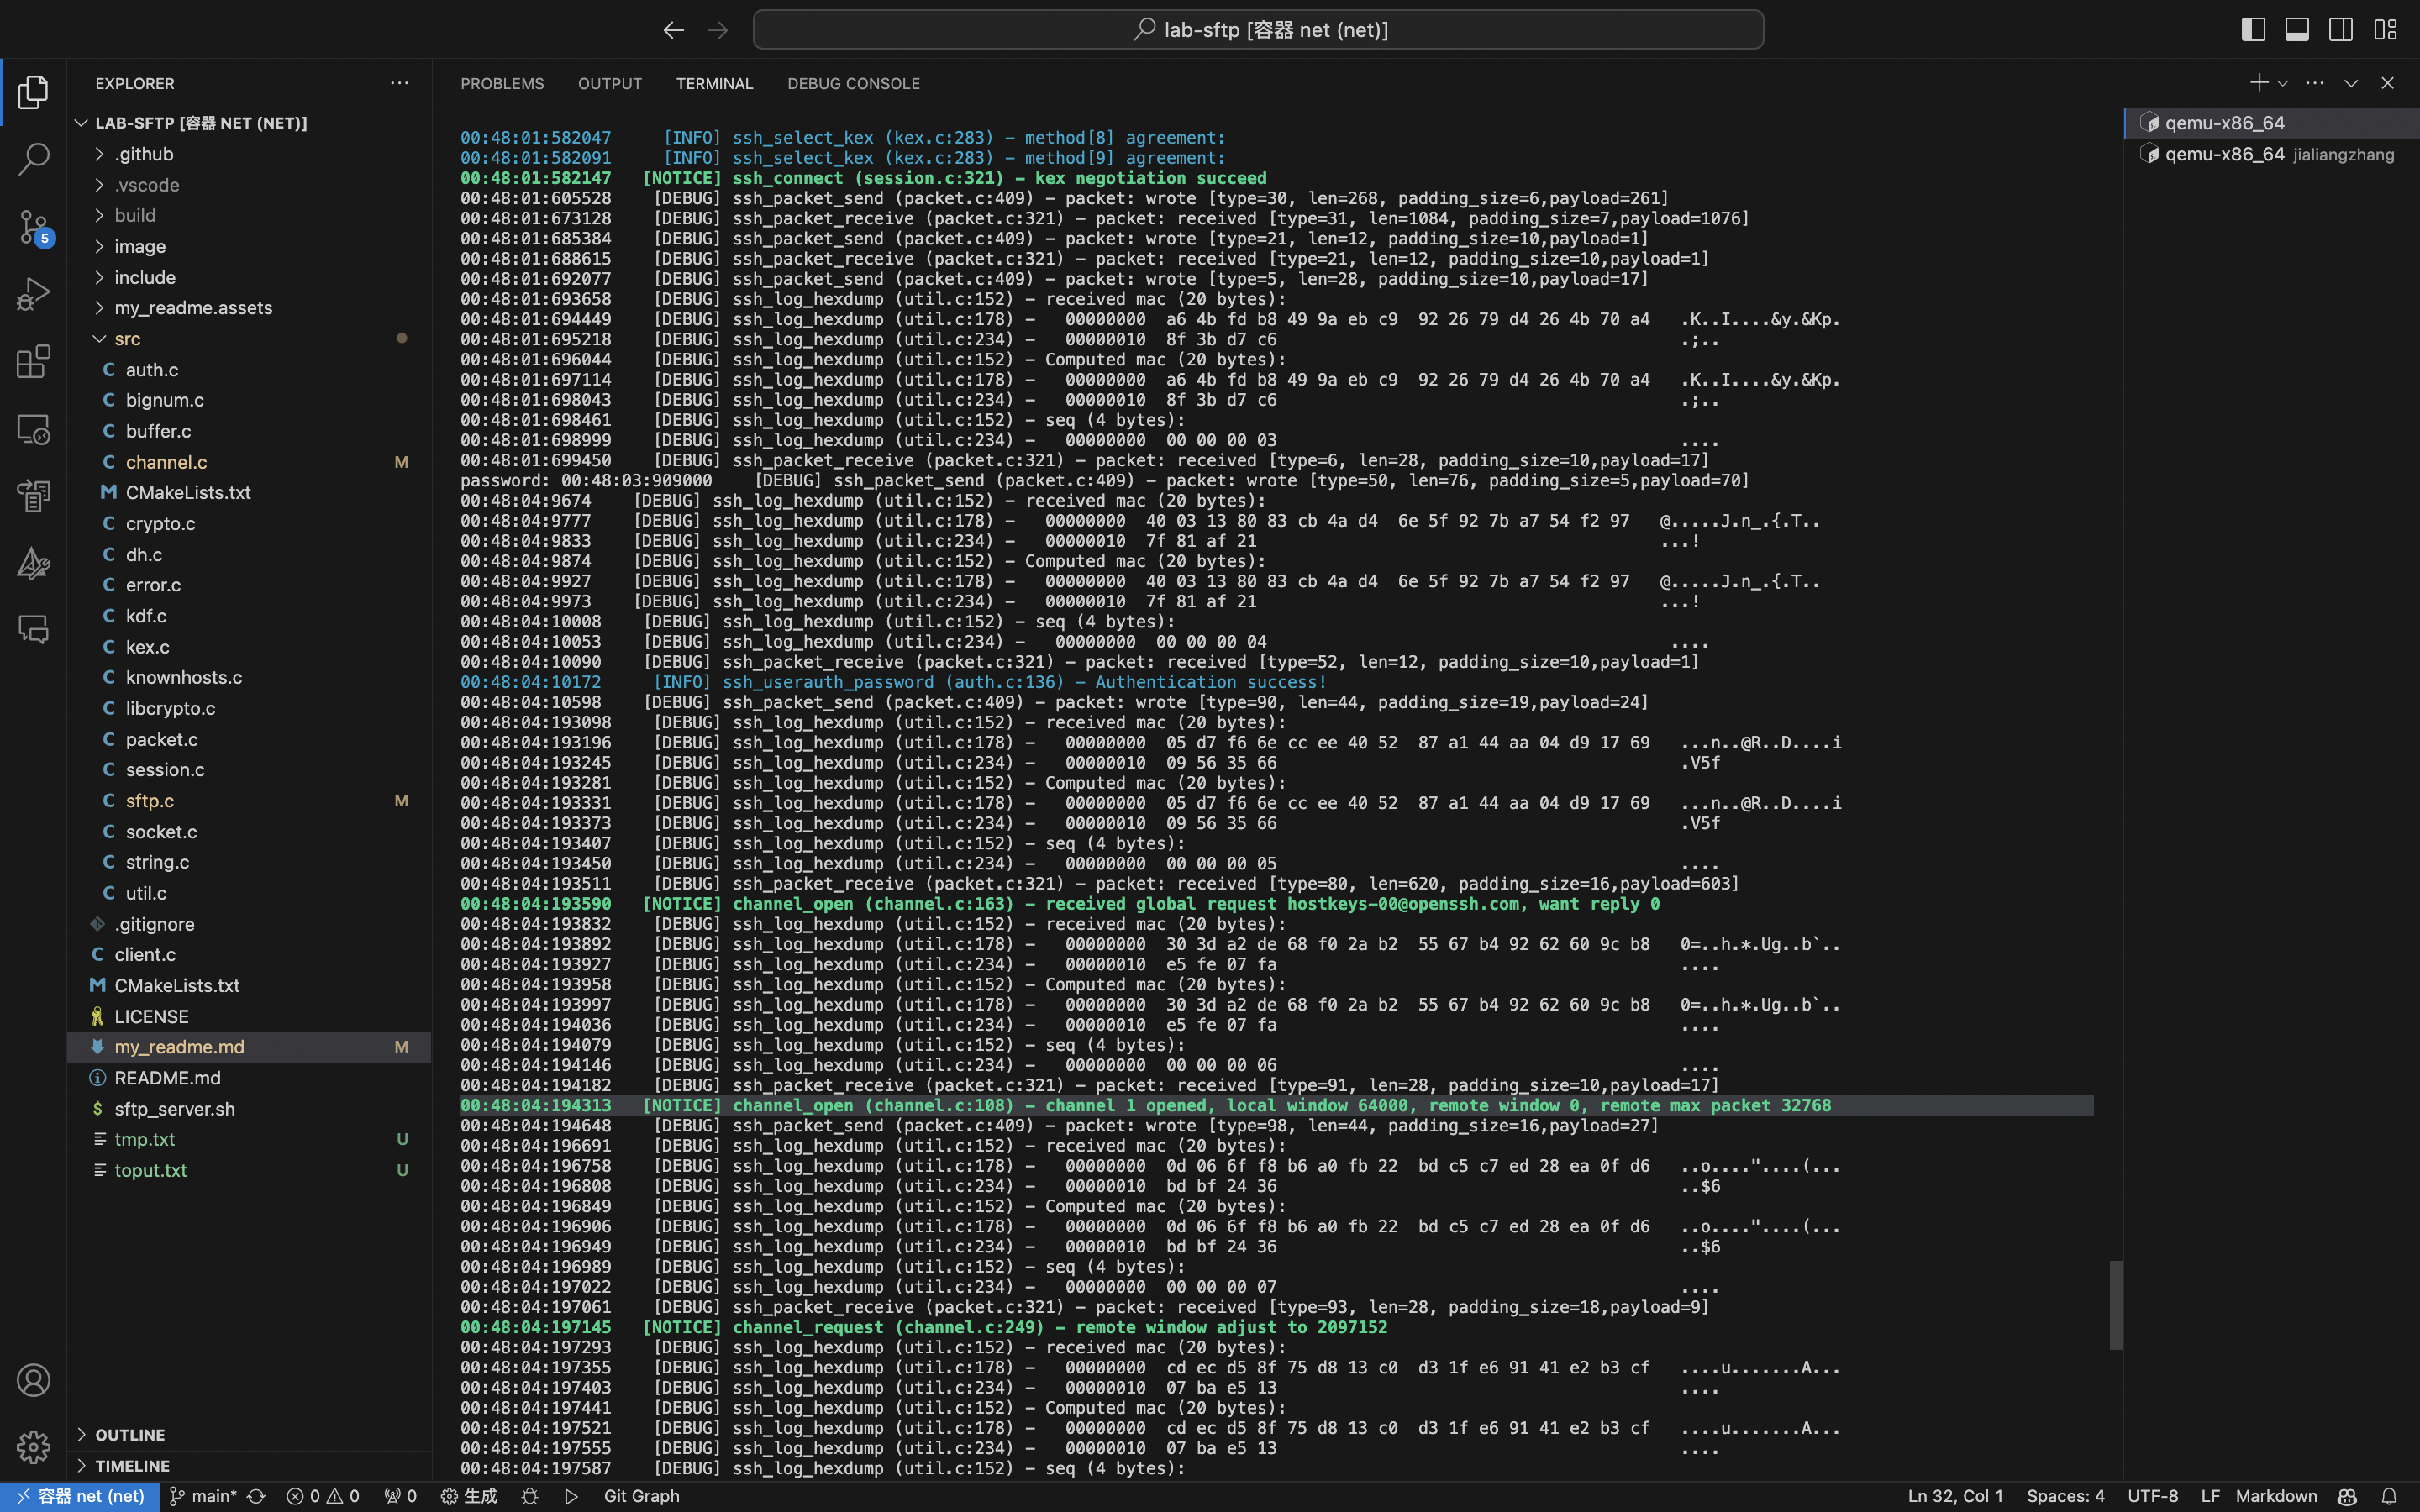 lab-sftp [容器 net (net)]
EXPLORER
LAB-SFTP [容器 NET (NET)]
.github
.vscode
build
image
include
my_readme.assets
src
auth.c
bignum.c
buffer.c
channel.c M
CMakeLists.txt
crypto.c
dh.c
error.c
kdf.c
kex.c
knownhosts.c
libcrypto.c
packet.c
session.c
sftp.c M
socket.c
string.c
util.c
.gitignore
client.c
CMakeLists.txt
LICENSE
my_readme.md M
README.md
sftp_server.sh
tmp.txt U
toput.txt U
OUTLINE
TIMELINE
5
PROBLEMS OUTPUT TERMINAL DEBUG CONSOLE
00:48:01:582047 [INFO] ssh_select_kex (kex.c:283) - method[8] agreement:
00:48:01:582091 [INFO] ssh_select_kex (kex.c:283) - method[9] agreement:
00:48:01:582147 [NOTICE] ssh_connect (session.c:321) - kex negotiation succeed
00:48:01:605528 [DEBUG] ssh_packet_send (packet.c:409) - packet: wrote [type=30, len=268, padding_size=6,payload=261]
00:48:01:673128 [DEBUG] ssh_packet_receive (packet.c:321) - packet: received [type=31, len=1084, padding_size=7,payload=1076]
00:48:01:685384 [DEBUG] ssh_packet_send (packet.c:409) - packet: wrote [type=21, len=12, padding_size=10,payload=1]
00:48:01:688615 [DEBUG] ssh_packet_receive (packet.c:321) - packet: received [type=21, len=12, padding_size=10,payload=1]
00:48:01:692077 [DEBUG] ssh_packet_send (packet.c:409) - packet: wrote [type=5, len=28, padding_size=10,payload=17]
00:48:01:693658 [DEBUG] ssh_log_hexdump (util.c:152) - received mac (20 bytes):
00:48:01:694449 [DEBUG] ssh_log_hexdump (util.c:178) - 00000000 a6 4b fd b8 49 9a eb c9 92 26 79 d4 26 4b 70 a4 .K..I....&y.&Kp.
00:48:01:695218 [DEBUG] ssh_log_hexdump (util.c:234) - 00000010 8f 3b d7 c6 .;..
00:48:01:696044 [DEBUG] ssh_log_hexdump (util.c:152) - Computed mac (20 bytes):
00:48:01:697114 [DEBUG] ssh_log_hexdump (util.c:178) - 00000000 a6 4b fd b8 49 9a eb c9 92 26 79 d4 26 4b 70 a4 .K..I....&y.&Kp.
00:48:01:698043 [DEBUG] ssh_log_hexdump (util.c:234) - 00000010 8f 3b d7 c6 .;..
00:48:01:698461 [DEBUG] ssh_log_hexdump (util.c:152) - seq (4 bytes):
00:48:01:698999 [DEBUG] ssh_log_hexdump (util.c:234) - 00000000 00 00 00 03 ....
00:48:01:699450 [DEBUG] ssh_packet_receive (packet.c:321) - packet: received [type=6, len=28, padding_size=10,payload=17]
password: 00:48:03:909000 [DEBUG] ssh_packet_send (packet.c:409) - packet: wrote [type=50, len=76, padding_size=5,payload=70]
00:48:04:9674 [DEBUG] ssh_log_hexdump (util.c:152) - received mac (20 bytes):
00:48:04:9777 [DEBUG] ssh_log_hexdump (util.c:178) - 00000000 40 03 13 80 83 cb 4a d4 6e 5f 92 7b a7 54 f2 97 @.....J.n_.{.T..
00:48:04:9833 [DEBUG] ssh_log_hexdump (util.c:234) - 00000010 7f 81 af 21 ...!
00:48:04:9874 [DEBUG] ssh_log_hexdump (util.c:152) - Computed mac (20 bytes):
00:48:04:9927 [DEBUG] ssh_log_hexdump (util.c:178) - 00000000 40 03 13 80 83 cb 4a d4 6e 5f 92 7b a7 54 f2 97 @.....J.n_.{.T..
00:48:04:9973 [DEBUG] ssh_log_hexdump (util.c:234) - 00000010 7f 81 af 21 ...!
00:48:04:10008 [DEBUG] ssh_log_hexdump (util.c:152) - seq (4 bytes):
00:48:04:10053 [DEBUG] ssh_log_hexdump (util.c:234) - 00000000 00 00 00 04 ....
00:48:04:10090 [DEBUG] ssh_packet_receive (packet.c:321) - packet: received [type=52, len=12, padding_size=10,payload=1]
00:48:04:10172 [INFO] ssh_userauth_password (auth.c:136) - Authentication success!
00:48:04:10598 [DEBUG] ssh_packet_send (packet.c:409) - packet: wrote [type=90, len=44, padding_size=19,payload=24]
00:48:04:193098 [DEBUG] ssh_log_hexdump (util.c:152) - received mac (20 bytes):
00:48:04:193196 [DEBUG] ssh_log_hexdump (util.c:178) - 00000000 05 d7 f6 6e cc ee 40 52 87 a1 44 aa 04 d9 17 69 ...n..@R..D....i
00:48:04:193245 [DEBUG] ssh_log_hexdump (util.c:234) - 00000010 09 56 35 66 .V5f
00:48:04:193281 [DEBUG] ssh_log_hexdump (util.c:152) - Computed mac (20 bytes):
00:48:04:193331 [DEBUG] ssh_log_hexdump (util.c:178) - 00000000 05 d7 f6 6e cc ee 40 52 87 a1 44 aa 04 d9 17 69 ...n..@R..D....i
00:48:04:193373 [DEBUG] ssh_log_hexdump (util.c:234) - 00000010 09 56 35 66 .V5f
00:48:04:193407 [DEBUG] ssh_log_hexdump (util.c:152) - seq (4 bytes):
00:48:04:193450 [DEBUG] ssh_log_hexdump (util.c:234) - 00000000 00 00 00 05 ....
00:48:04:193511 [DEBUG] ssh_packet_receive (packet.c:321) - packet: received [type=80, len=620, padding_size=16,payload=603]
00:48:04:193590 [NOTICE] channel_open (channel.c:163) - received global request hostkeys-00@openssh.com, want reply 0
00:48:04:193832 [DEBUG] ssh_log_hexdump (util.c:152) - received mac (20 bytes):
00:48:04:193892 [DEBUG] ssh_log_hexdump (util.c:178) - 00000000 30 3d a2 de 68 f0 2a b2 55 67 b4 92 62 60 9c b8 0=..h.*.Ug..b`..
00:48:04:193927 [DEBUG] ssh_log_hexdump (util.c:234) - 00000010 e5 fe 07 fa ....
00:48:04:193958 [DEBUG] ssh_log_hexdump (util.c:152) - Computed mac (20 bytes):
00:48:04:193997 [DEBUG] ssh_log_hexdump (util.c:178) - 00000000 30 3d a2 de 68 f0 2a b2 55 67 b4 92 62 60 9c b8 0=..h.*.Ug..b`..
00:48:04:194036 [DEBUG] ssh_log_hexdump (util.c:234) - 00000010 e5 fe 07 fa ....
00:48:04:194079 [DEBUG] ssh_log_hexdump (util.c:152) - seq (4 bytes):
00:48:04:194146 [DEBUG] ssh_log_hexdump (util.c:234) - 00000000 00 00 00 06 ....
00:48:04:194182 [DEBUG] ssh_packet_receive (packet.c:321) - packet: received [type=91, len=28, padding_size=10,payload=17]
00:48:04:194313 [NOTICE] channel_open (channel.c:108) - channel 1 opened, local window 64000, remote window 0, remote max packet 32768
00:48:04:194648 [DEBUG] ssh_packet_send (packet.c:409) - packet: wrote [type=98, len=44, padding_size=16,payload=27]
00:48:04:196691 [DEBUG] ssh_log_hexdump (util.c:152) - received mac (20 bytes):
00:48:04:196758 [DEBUG] ssh_log_hexdump (util.c:178) - 00000000 0d 06 6f f8 b6 a0 fb 22 bd c5 c7 ed 28 ea 0f d6 ..o...."....(...
00:48:04:196808 [DEBUG] ssh_log_hexdump (util.c:234) - 00000010 bd bf 24 36 ..$6
00:48:04:196849 [DEBUG] ssh_log_hexdump (util.c:152) - Computed mac (20 bytes):
00:48:04:196906 [DEBUG] ssh_log_hexdump (util.c:178) - 00000000 0d 06 6f f8 b6 a0 fb 22 bd c5 c7 ed 28 ea 0f d6 ..o...."....(...
00:48:04:196949 [DEBUG] ssh_log_hexdump (util.c:234) - 00000010 bd bf 24 36 ..$6
00:48:04:196989 [DEBUG] ssh_log_hexdump (util.c:152) - seq (4 bytes):
00:48:04:197022 [DEBUG] ssh_log_hexdump (util.c:234) - 00000000 00 00 00 07 ....
00:48:04:197061 [DEBUG] ssh_packet_receive (packet.c:321) - packet: received [type=93, len=28, padding_size=18,payload=9]
00:48:04:197145 [NOTICE] channel_request (channel.c:249) - remote window adjust to 2097152
00:48:04:197293 [DEBUG] ssh_log_hexdump (util.c:152) - received mac (20 bytes):
00:48:04:197355 [DEBUG] ssh_log_hexdump (util.c:178) - 00000000 cd ec d5 8f 75 d8 13 c0 d3 1f e6 91 41 e2 b3 cf ....u.......A...
00:48:04:197403 [DEBUG] ssh_log_hexdump (util.c:234) - 00000010 07 ba e5 13 ....
00:48:04:197441 [DEBUG] ssh_log_hexdump (util.c:152) - Computed mac (20 bytes):
00:48:04:197521 [DEBUG] ssh_log_hexdump (util.c:178) - 00000000 cd ec d5 8f 75 d8 13 c0 d3 1f e6 91 41 e2 b3 cf ....u.......A...
00:48:04:197555 [DEBUG] ssh_log_hexdump (util.c:234) - 00000010 07 ba e5 13 ....
00:48:04:197587 [DEBUG] ssh_log_hexdump (util.c:152) - seq (4 bytes):
qemu-x86_64
qemu-x86_64 jialiangzhang
容器 net (net) main* 0 0 0 生成 Git Graph Ln 32, Col 1 Spaces: 4 UTF-8 LF Markdown